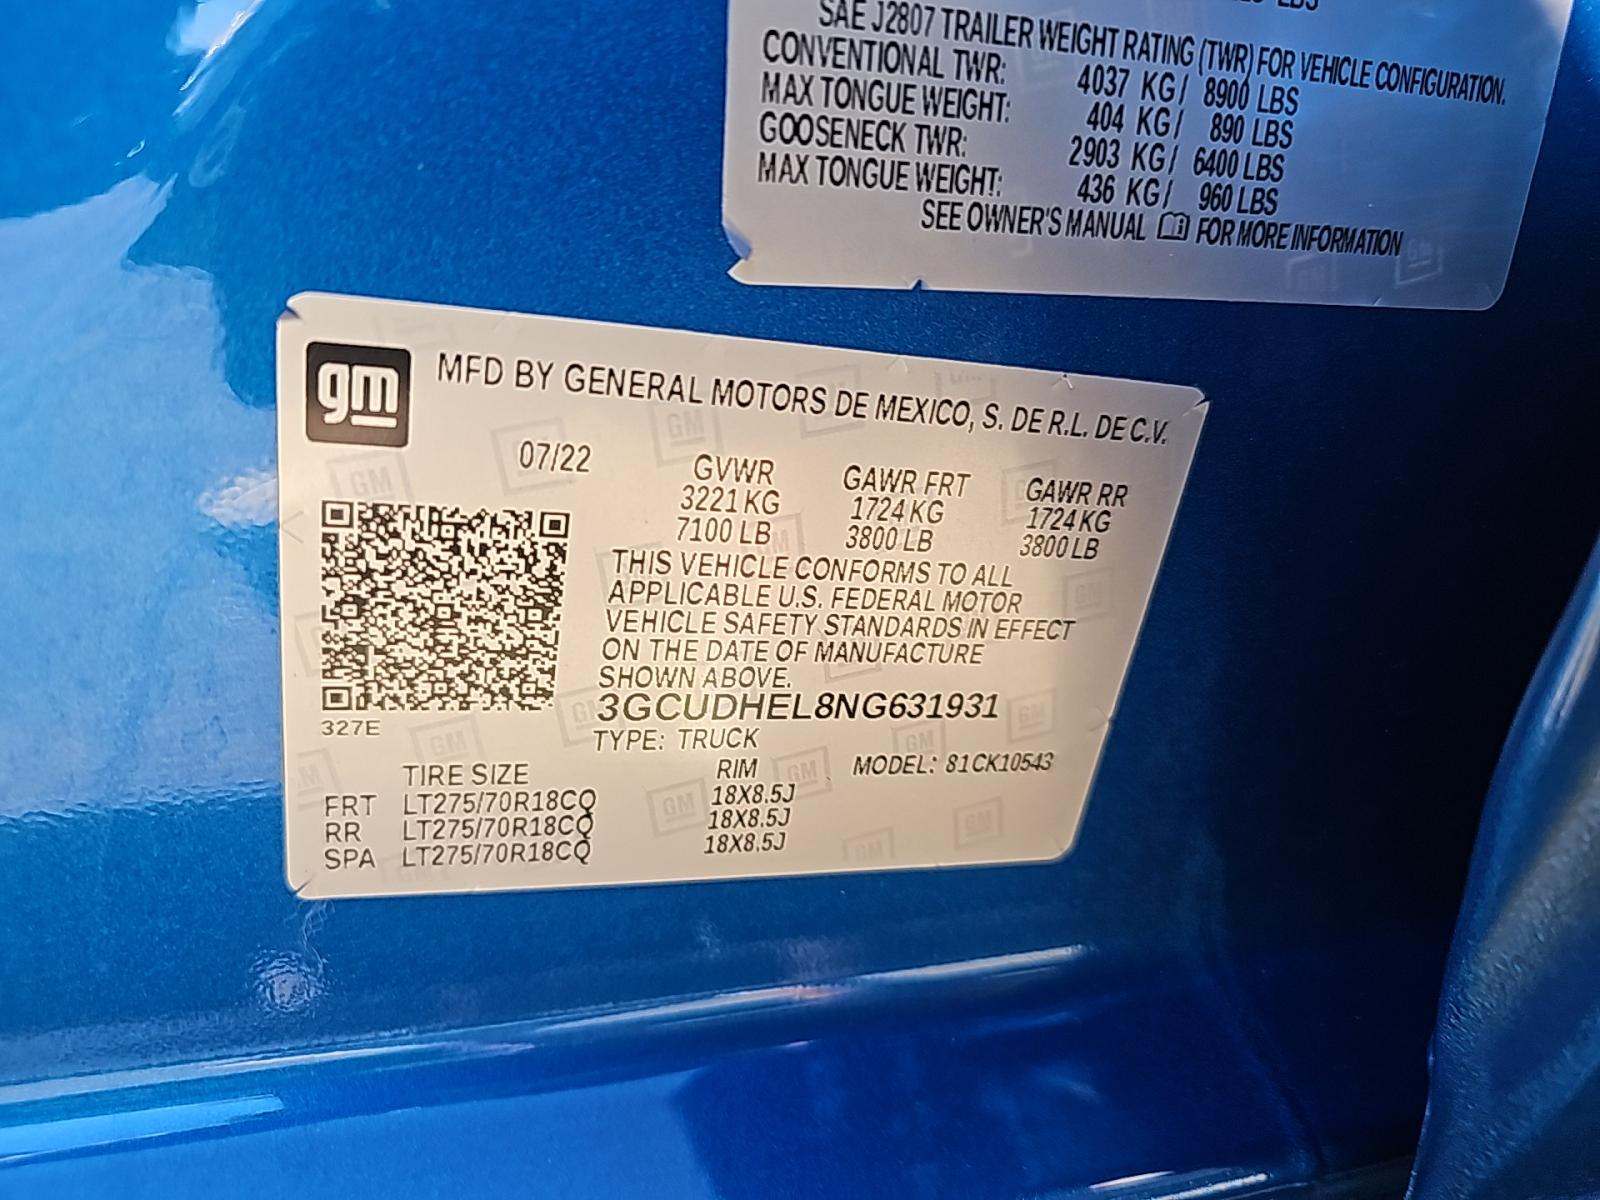 LBS
SAE J2807 TRAILER WEIGHT RATING (TWR) FOR VEHICLE CONFIGURATION.
CONVENTIONAL TWR: 4037 KG/ 8900 LBS
MAX TONGUE WEIGHT: 404 KG/ 890 LBS
GOOSENECK TWR: 2903 KG/ 6400 LBS
MAX TONGUE WEIGHT: 436 KG/ 960 LBS
SEE OWNER'S MANUAL FOR MORE INFORMATION
gm MFD BY GENERAL MOTORS DE MEXICO, S. DE R.L. DE C.V.
07/22 GVWR GAWR FRT GAWR RR
3221 KG 1724 KG 1724 KG
7100 LB 3800 LB 3800 LB
THIS VEHICLE CONFORMS TO ALL
APPLICABLE U.S. FEDERAL MOTOR
VEHICLE SAFETY STANDARDS IN EFFECT
ON THE DATE OF MANUFACTURE
SHOWN ABOVE.
3GCUDHEL8NG631931
327E
TYPE: TRUCK
TIRE SIZE RIM MODEL: 81CK10543
FRT LT275/70R18CQ 18X8.5J
RR LT275/70R18CQ 18X8.5J
SPA LT275/70R18CQ 18X8.5J